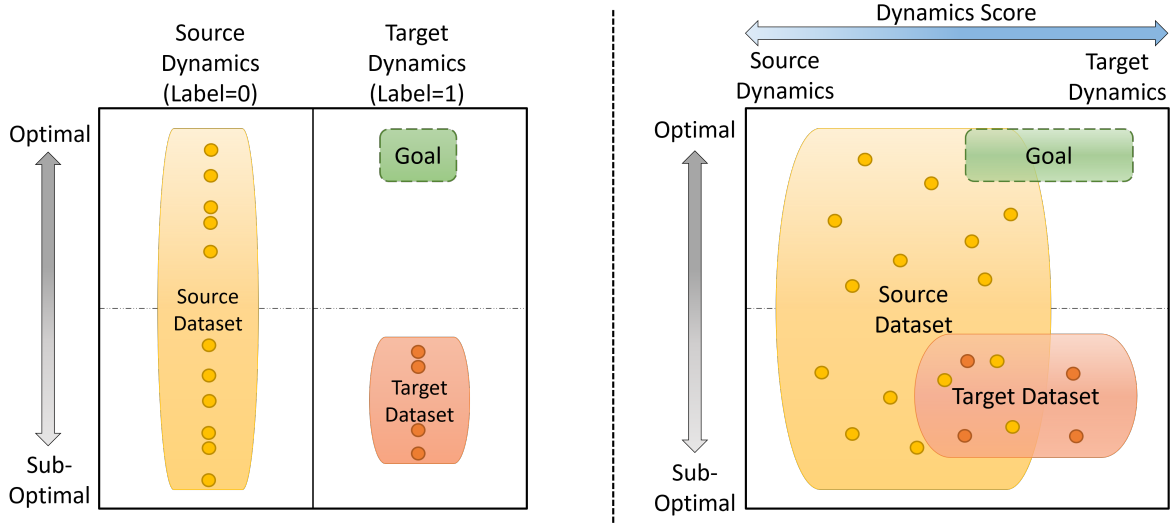 Source
Dynamics
(Label=0)
Target
Dynamics
(Label=1)
Optimal
Goal
Source
Dataset
Target
Dataset
Sub-
Optimal
Dynamics Score
Source
Dynamics
Target
Dynamics
Optimal
Goal
Source
Dataset
Target Dataset
Sub-
Optimal